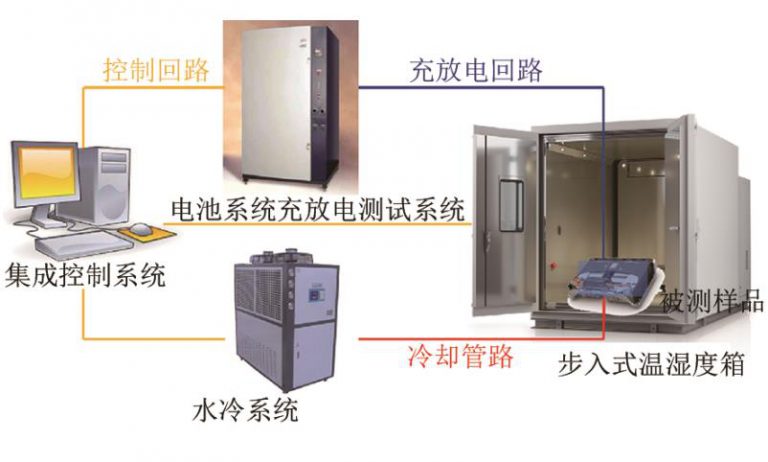 控制回路
充放电回路
电池系统充放电测试系统
集成控制系统
被测样品
冷却管路
步入式温湿度箱
水冷系统